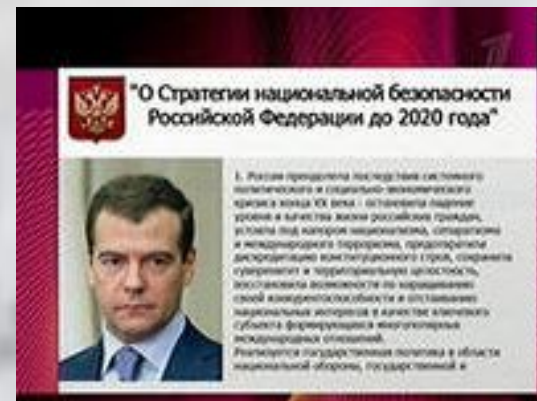 "О Стратегии национальной безопасности
Российской Федерации до 2020 года"
1. Россия преодолела последствия системного
политического и социально-экономического
кризиса конца XX века - остановила падение
уровня и качества жизни российских граждан,
устояла под напором национализма, сепаратизма
и международного терроризма, предотвратила
дискредитацию конституционного строя, сохранила
суверенитет и территориальную целостность,
восстановила возможности по наращиванию
своей конкурентоспособности и отстаиванию
национальных интересов в качестве ключевого
субъекта формирующихся многополярных
международных отношений.
Реализуется государственная политика в области
национальной обороны, государственной и